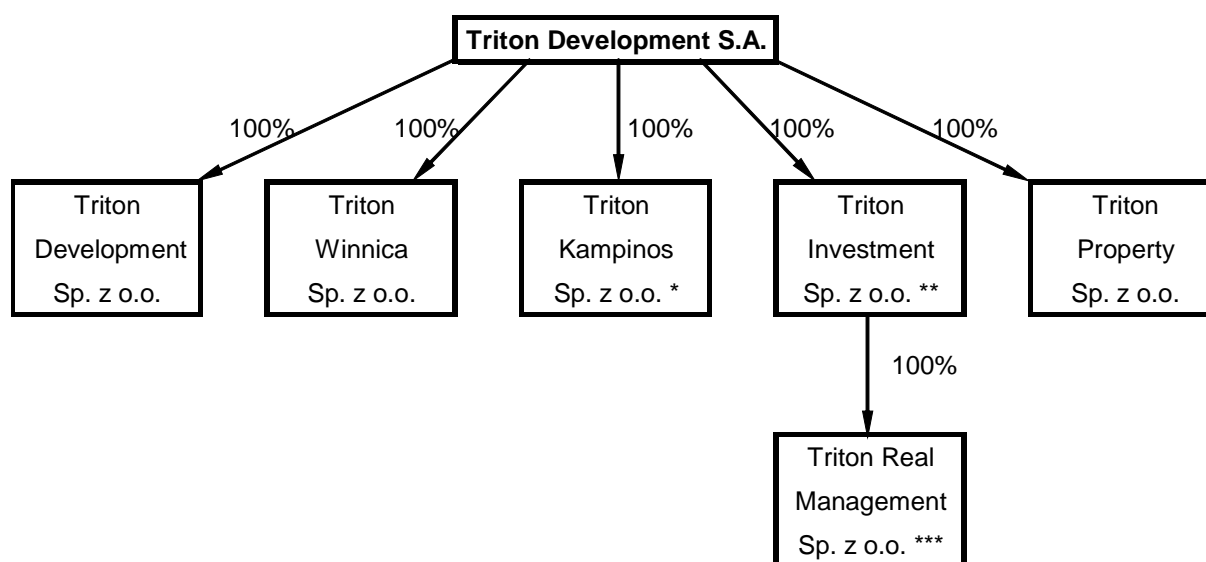 Triton Development S.A.
100%
100%
100%
100%
100%
Triton
Development
Sp. z o.o.
Triton
Winnica
Sp. z o.o.
Triton
Kampinos
Sp. z o.o. *
Triton
Investment
Sp. z o.o. **
Triton
Property
Sp. z o.o.
100%
Triton Real
Management
Sp. z o.o. ***